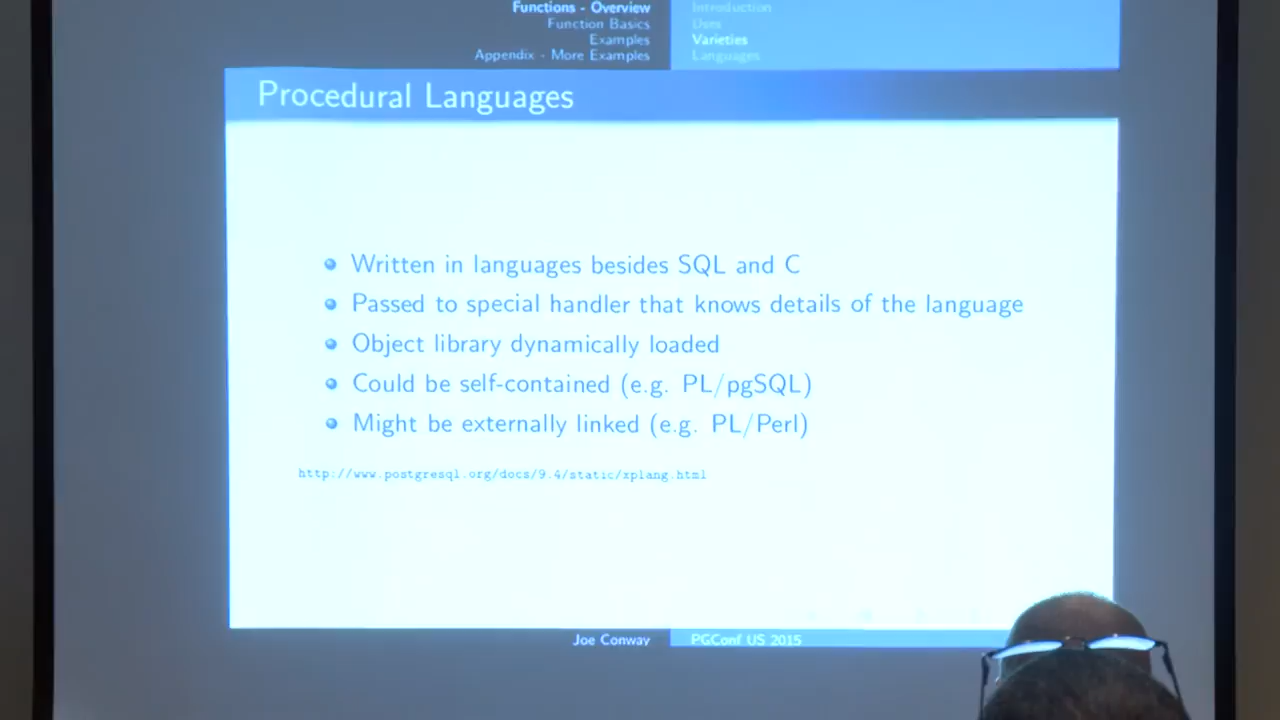 Functions - Overview
Function Basics
Examples
Appendix - More Examples
Introduction
Uses
Varieties
Languages
Procedural Languages
Written in languages besides SQL and C
Passed to special handler that knows details of the language
Object library dynamically loaded
Could be self-contained (e.g. PL/pgSQL)
Might be externally linked (e.g. PL/Perl)
http://www.postgresql.org/docs/9.4/static/xplang.html
Joe Conway
PGConf US 2015